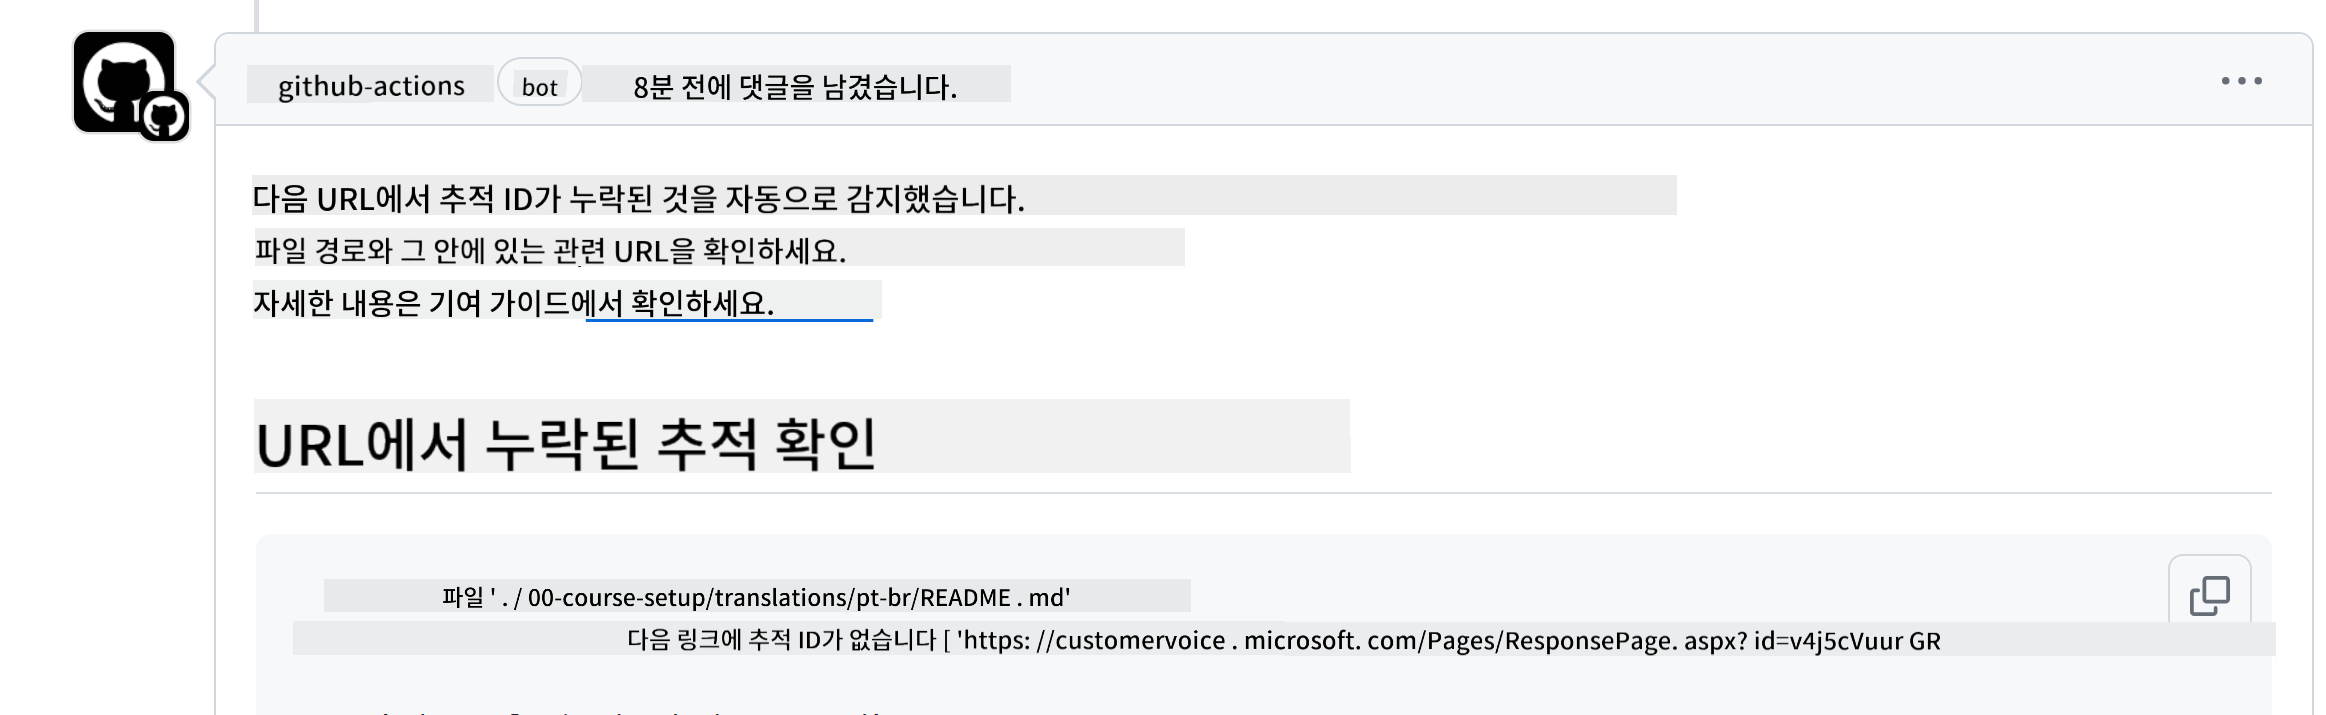 github-actions bot 8분 전에 댓글을 남겼습니다.
다음 URL에서 추적 ID가 누락된 것을 자동으로 감지했습니다.
파일 경로와 그 안에 있는 관련 URL을 확인하세요.
자세한 내용은 기여 가이드에서 확인하세요.
URL에서 누락된 추적 확인
파일 ' . / 00-course-setup/translations/pt-br/README . md'
다음 링크에 추적 ID가 없습니다 [ 'https: //customervoice . microsoft. com/Pages/ResponsePage. aspx? id=v4j5cVuur GR